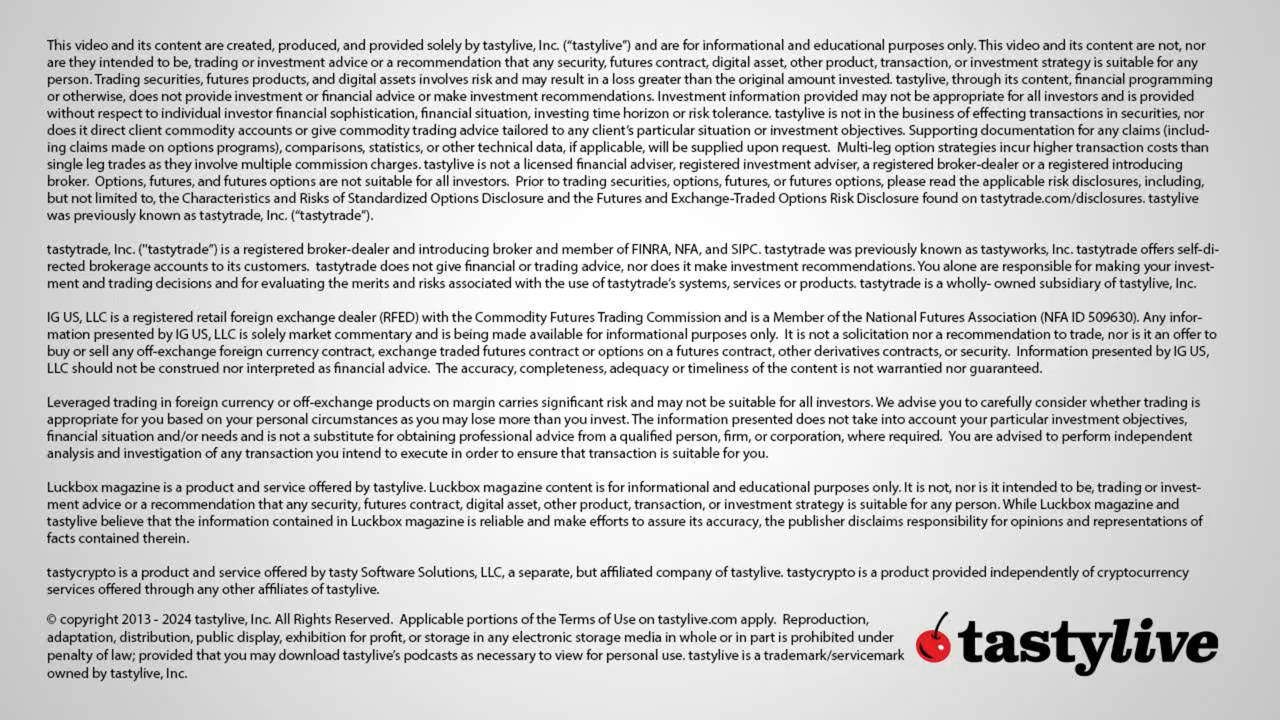 This video and its content are created, produced, and provided solely by tastylive, Inc. (“tastylive”) and are for informational and educational purposes only. This video and its content are not, nor
are they intended to be, trading or investment advice or a recommendation that any security, futures contract, digital asset, other product, transaction, or investment strategy is suitable for any
person. Trading securities, futures products, and digital assets involves risk and may result in a loss greater than the original amount invested. tastylive, through its content, financial programming
or otherwise, does not provide investment or financial advice or make investment recommendations. Investment information provided may not be appropriate for all investors and is provided
without respect to individual investor financial sophistication, financial situation, investing time horizon or risk tolerance. tastylive is not in the business of effecting transactions in securities, nor
does it direct client commodity accounts or give commodity trading advice tailored to any client’s particular situation or investment objectives. Supporting documentation for any claims (includ-
ing claims made on options programs), comparisons, statistics, or other technical data, if applicable, will be supplied upon request.  Multi-leg option strategies incur higher transaction costs than
single leg trades as they involve multiple commission charges. tastylive is not a licensed financial adviser, registered investment adviser, a registered broker-dealer or a registered introducing
broker.  Options, futures, and futures options are not suitable for all investors.  Prior to trading securities, options, futures, or futures options, please read the applicable risk disclosures, including,
but not limited to, the Characteristics and Risks of Standardized Options Disclosure and the Futures and Exchange-Traded Options Risk Disclosure found on tastytrade.com/disclosures. tastylive
was previously known as tastytrade, Inc. (“tastytrade”).
tastytrade, Inc. ("tastytrade”) is a registered broker-dealer and introducing broker and member of FINRA, NFA, and SIPC. tastytrade was previously known as tastyworks, Inc. tastytrade offers self-di-
rected brokerage accounts to its customers.  tastytrade does not give financial or trading advice, nor does it make investment recommendations. You alone are responsible for making your invest-
ment and trading decisions and for evaluating the merits and risks associated with the use of tastytrade’s systems, services or products. tastytrade is a wholly- owned subsidiary of tastylive, Inc.
IG US, LLC is a registered retail foreign exchange dealer (RFED) with the Commodity Futures Trading Commission and is a Member of the National Futures Association (NFA ID 509630). Any infor-
mation presented by IG US, LLC is solely market commentary and is being made available for informational purposes only.  It is not a solicitation nor a recommendation to trade, nor is it an offer to
buy or sell any off-exchange foreign currency contract, exchange traded futures contract or options on a futures contract, other derivatives contracts, or security.  Information presented by IG US,
LLC should not be construed nor interpreted as financial advice.  The accuracy, completeness, adequacy or timeliness of the content is not warrantied nor guaranteed.
Leveraged trading in foreign currency or off-exchange products on margin carries significant risk and may not be suitable for all investors. We advise you to carefully consider whether trading is
appropriate for you based on your personal circumstances as you may lose more than you invest. The information presented does not take into account your particular investment objectives,
financial situation and/or needs and is not a substitute for obtaining professional advice from a qualified person, firm, or corporation, where required.  You are advised to perform independent
analysis and investigation of any transaction you intend to execute in order to ensure that transaction is suitable for you.
Luckbox magazine is a product and service offered by tastylive. Luckbox magazine content is for informational and educational purposes only. It is not, nor is it intended to be, trading or invest-
ment advice or a recommendation that any security, futures contract, digital asset, other product, transaction, or investment strategy is suitable for any person. While Luckbox magazine and
tastylive believe that the information contained in Luckbox magazine is reliable and make efforts to assure its accuracy, the publisher disclaims responsibility for opinions and representations of
facts contained therein.
tastycrypto is a product and service offered by tasty Software Solutions, LLC, a separate, but affiliated company of tastylive. tastycrypto is a product provided independently of cryptocurrency
services offered through any other affiliates of tastylive.
© copyright 2013 - 2024 tastylive, Inc. All Rights Reserved.  Applicable portions of the Terms of Use on tastylive.com apply.  Reproduction,
adaptation, distribution, public display, exhibition for profit, or storage in any electronic storage media in whole or in part is prohibited under
penalty of law; provided that you may download tastylive’s podcasts as necessary to view for personal use. tastylive is a trademark/servicemark
owned by tastylive, Inc.
tastylive